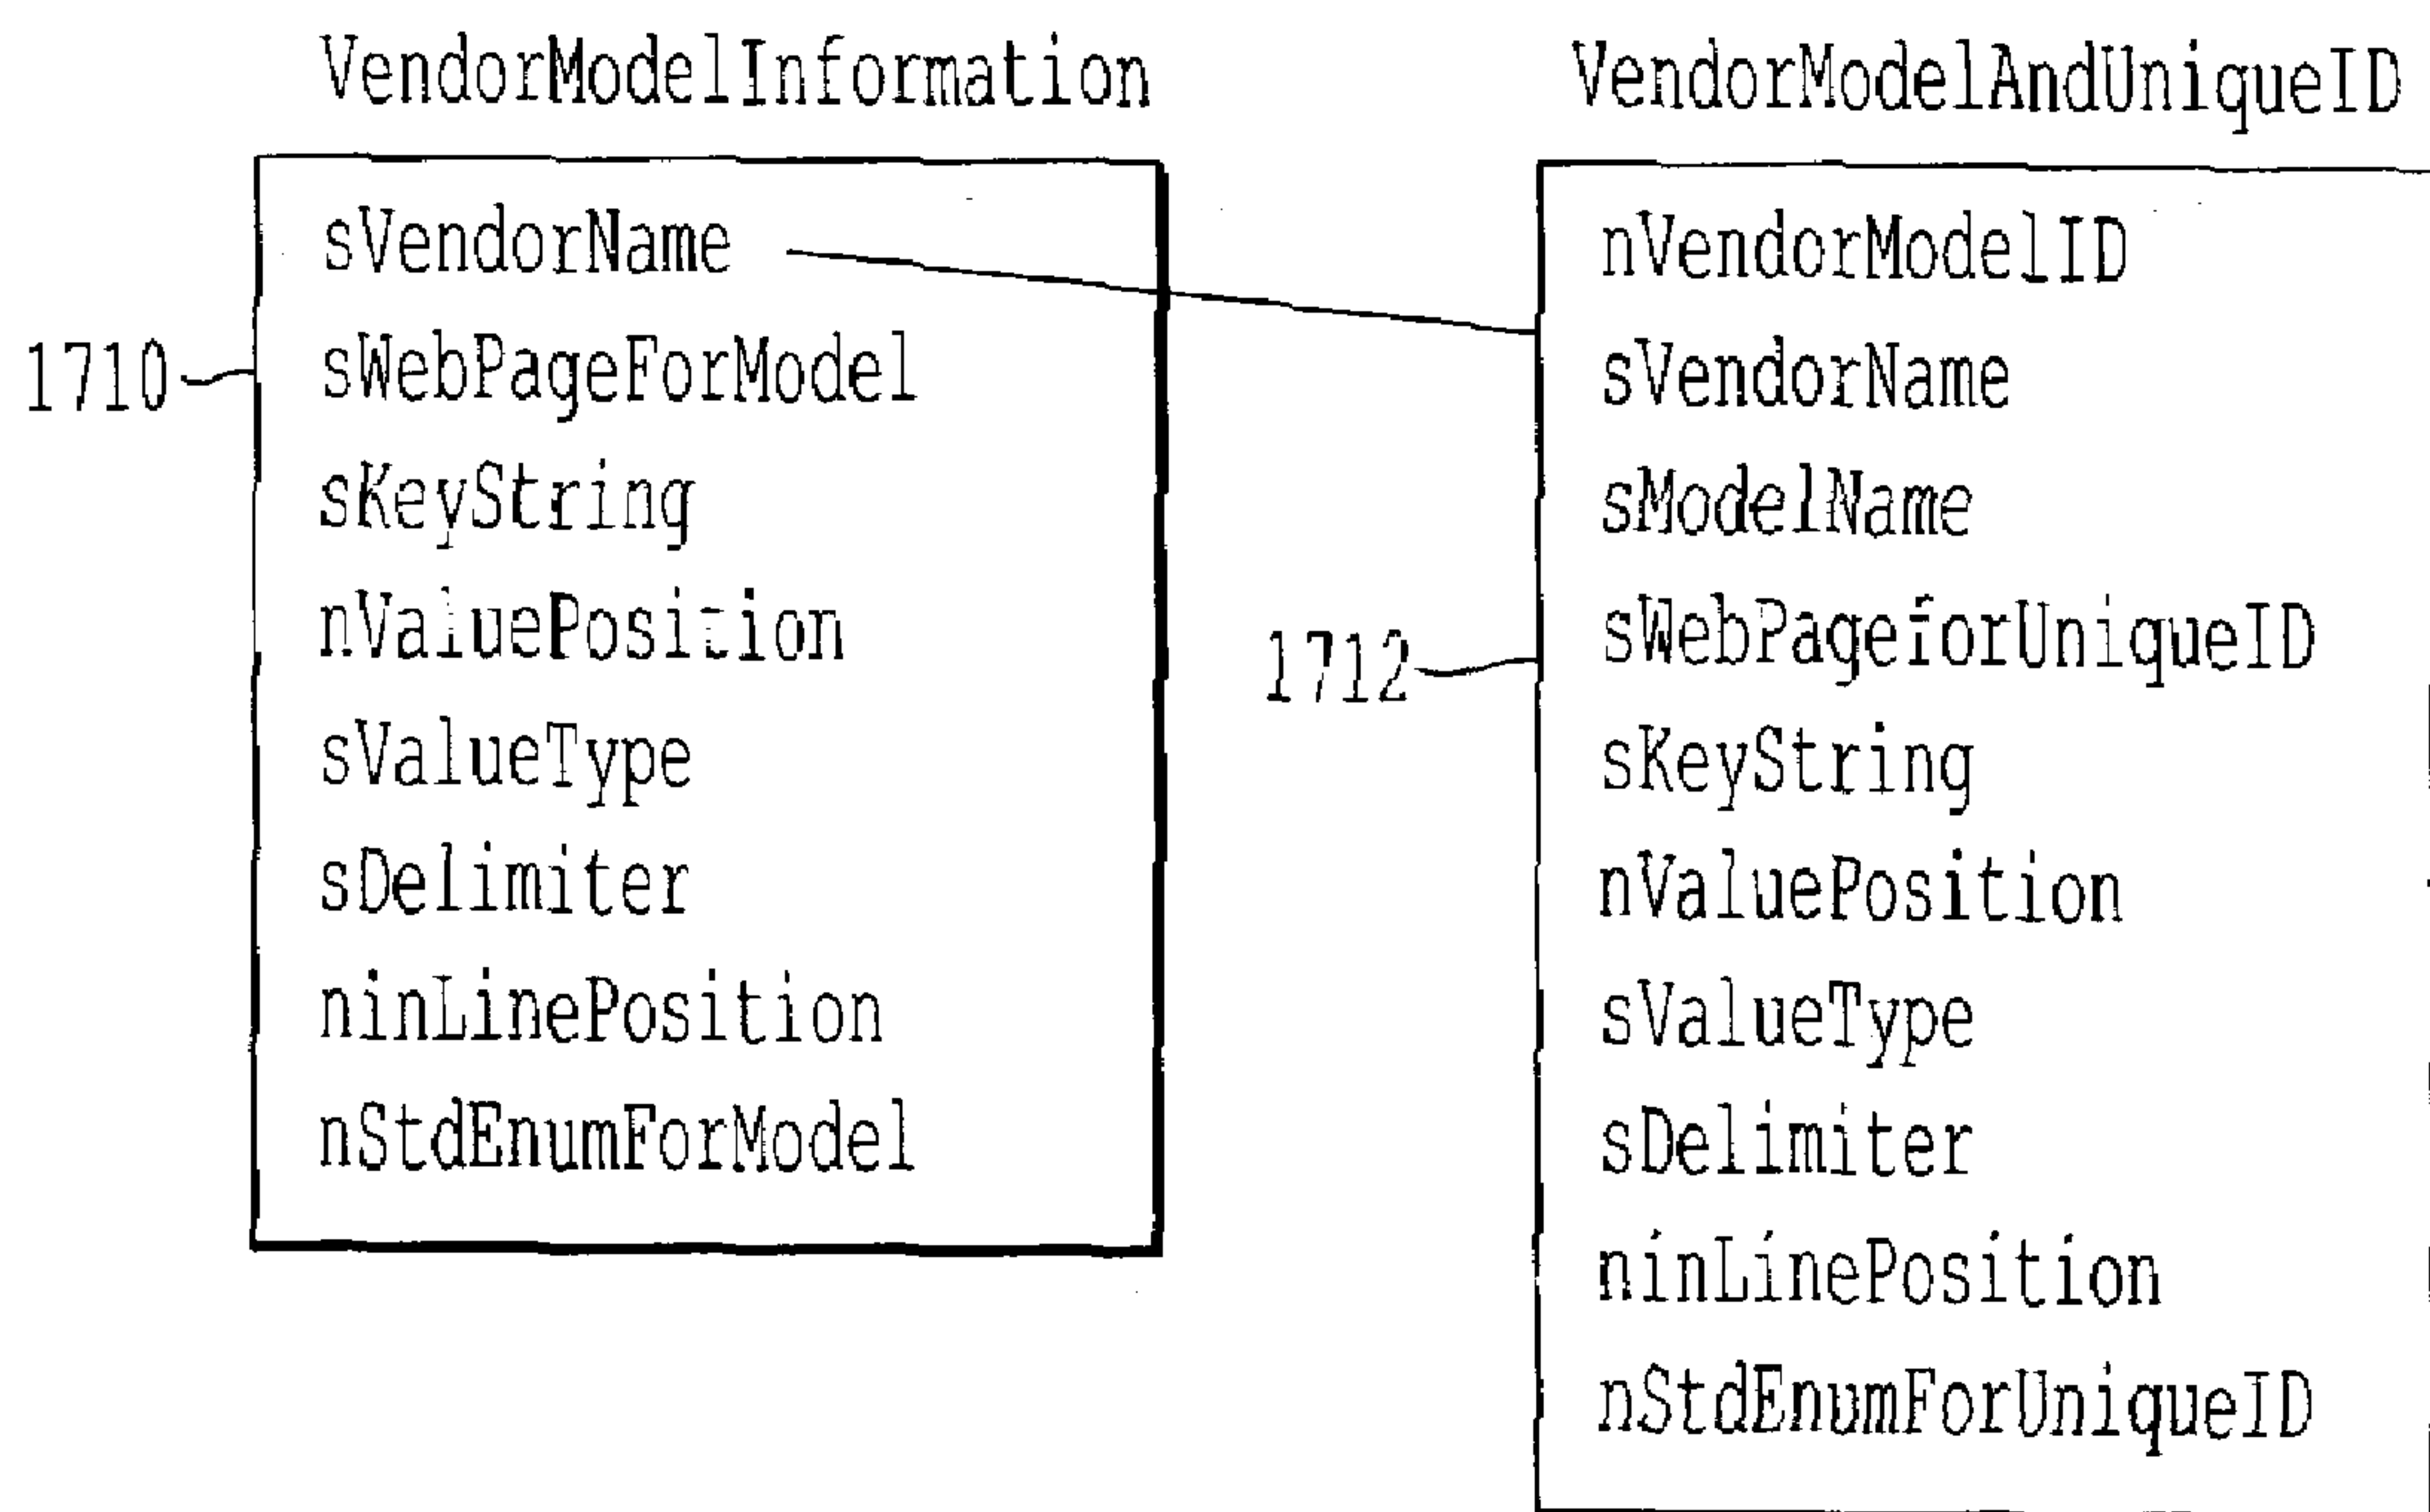 VendorModelInformation
sVendorName
sWebPageForModel
sKeyString
nValuePosition
sValueType
sDelimiter
ninLinePosition
nStdEnumForModel
1710
VendorModelAndUniqueID
nVendorModelID
sVendorName
sModelName
sWebPageforUniqueID
sKeyString
nValuePosition
sValueType
sDelimiter
ninLinePosition
nStdEnumForUniqueID
1712